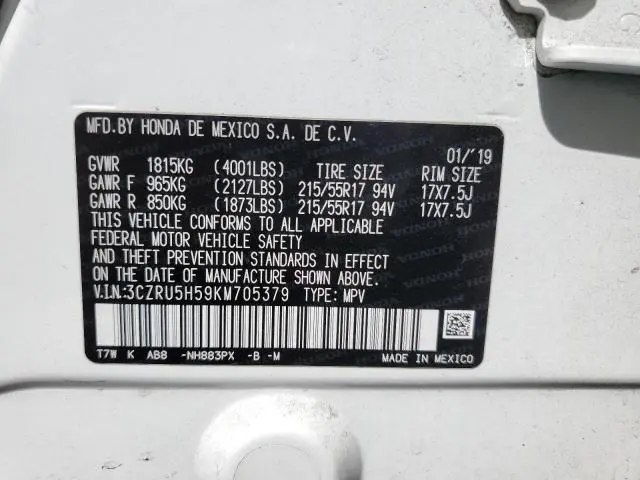 MFD.BY HONDA DE MEXICO S.A. DE C.V.
01/'19
GVWR 1815KG (4001LBS) TIRE SIZE RIM SIZE
GAWR F 965KG (2127LBS) 215/55R17 94V 17X7.5J
GAWR R 850KG (1873LBS) 215/55R17 94V 17X7.5J
THIS VEHICLE CONFORMS TO ALL APPLICABLE
FEDERAL MOTOR VEHICLE SAFETY
AND THEFT PREVENTION STANDARDS IN EFFECT
ON THE DATE OF MANUFACTURE SHOWN ABOVE.
V.I.N.:3CZRU5H59KM705379 TYPE: MPV
T7W K AB8 -NH883PX -B -M
MADE IN MEXICO